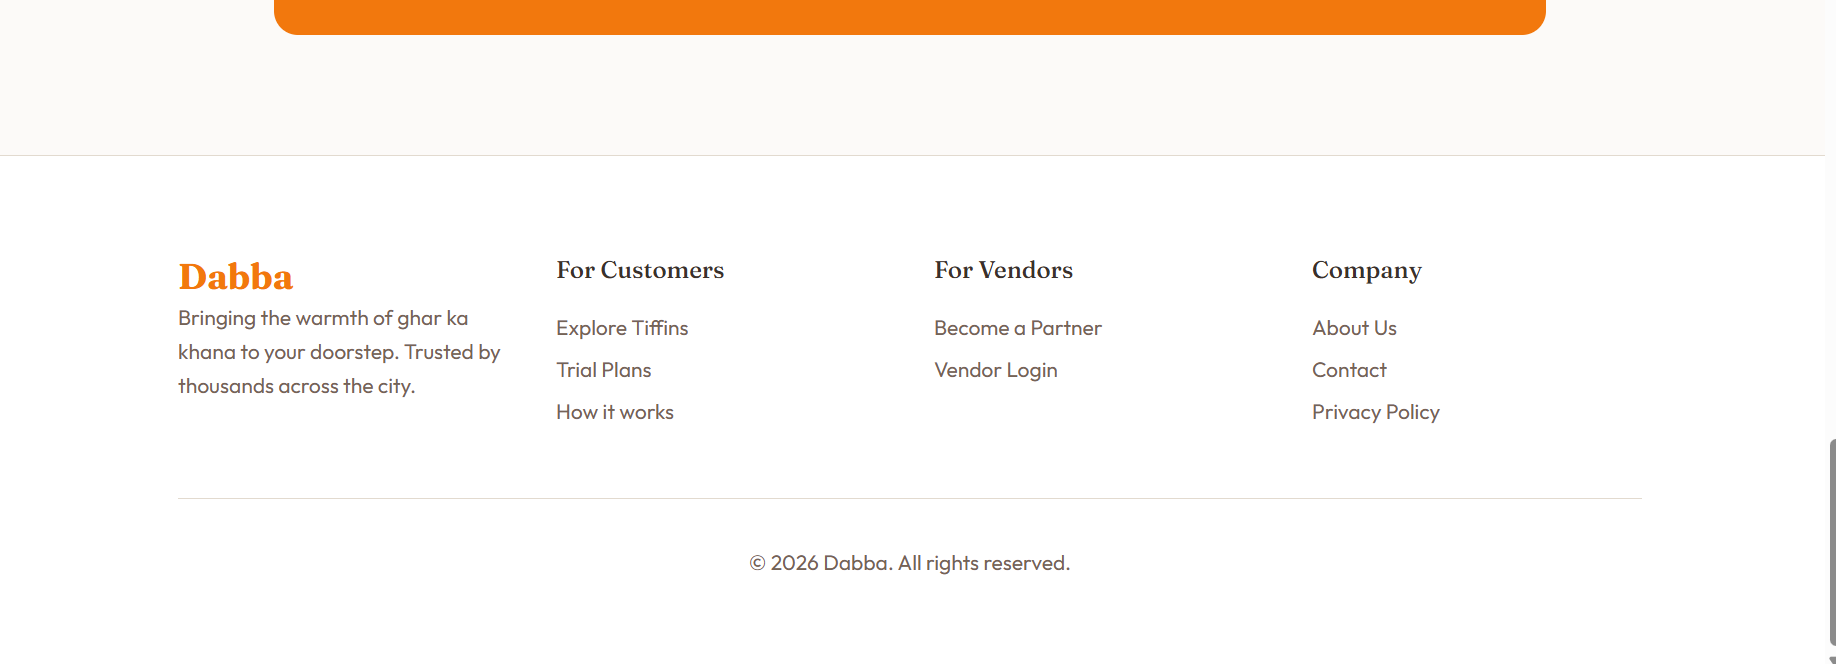 Dabba
Bringing the warmth of ghar ka
khana to your doorstep. Trusted by
thousands across the city.
For Customers
Explore Tiffins
Trial Plans
How it works
For Vendors
Become a Partner
Vendor Login
Company
About Us
Contact
Privacy Policy
© 2026 Dabba. All rights reserved.